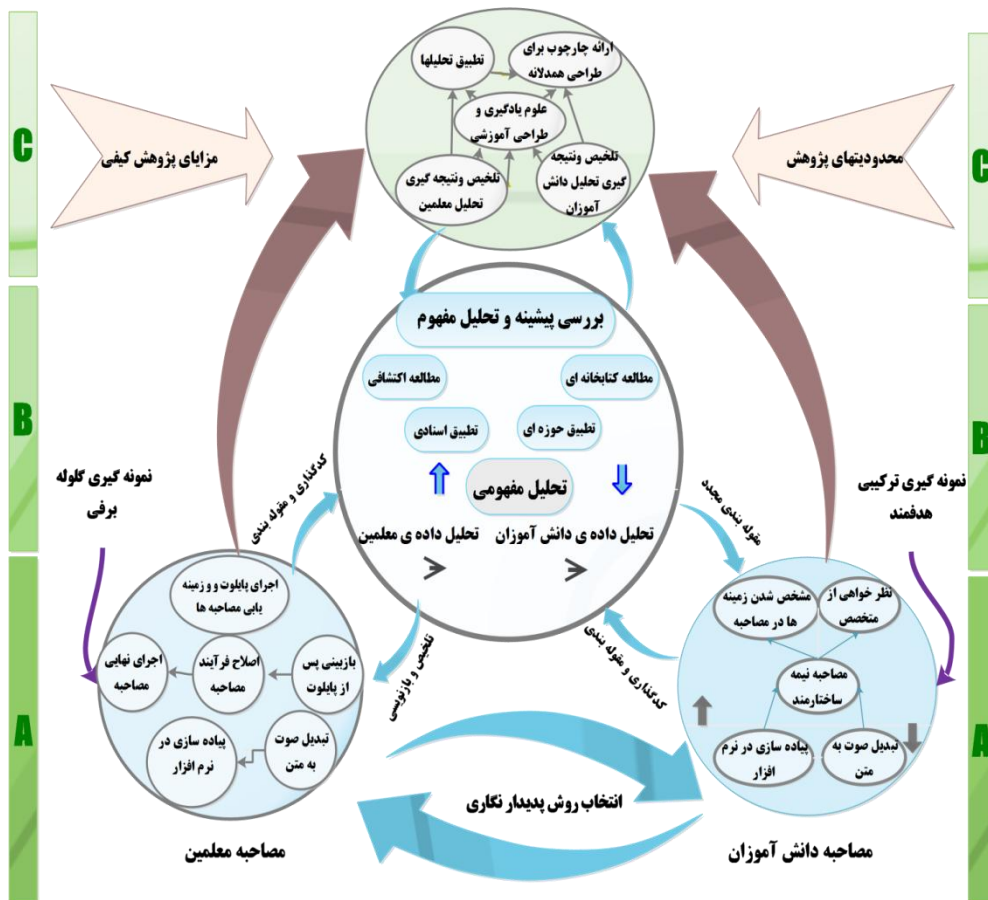 ارائه چارچوب برای
طراحی همدلانه
تطبیق تحلیلها
علوم یادگیری و
طراحی آموزشی
تلخیص ونتیجه
گیری تحلیل دانش
آموزان
تلخیص ونتیجه گیری
تحلیل معلمین
C
محدودیتهای پژوهش
مزایای پژوهش کیفی
C
بررسی پیشینه و تحلیل مفهوم
مطالعه کتابخانه ای
مطالعه اکتشافی
تطبیق حوزه ای
تطبیق اسنادی
تحلیل مفهومی
تحلیل داده ی دانش آموزان
تحلیل داده ی معلمین
B
نمونه گیری ترکیبی
هدفمند
مقوله بندی مجدد
کدگذاری و مقوله بندی
نمونه گیری گلوله
برفی
B
کدگذاری و مقوله بندی
تلخیص و بازنویسی
A
نظر خواهی از
متخصص
مشخص شدن زمینه
ها در مصاحبه
مصاحبه نیمه
ساختارمند
تبدیل صوت به
متن
پیاده سازی در نرم
افزار
مصاحبه دانش آموزان
اجرای پایلوت و و زمینه
یابی مصاحبه ها
بازبینی پس
از پایلوت
اصلاح فرآیند
مصاحبه
اجرای نهایی
مصاحبه
تبدیل صوت
به متن
پیاده سازی در
نرم افزار
مصاحبه معلمین
A
انتخاب روش پدیدار نگاری